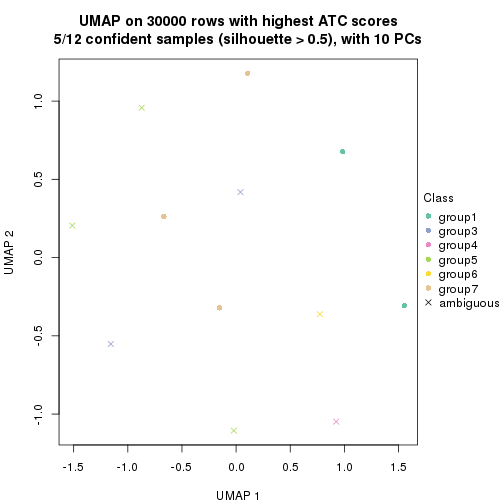 UMAP on 30000 rows with highest ATC scores
5/12 confident samples (silhouette > 0.5), with 10 PCs
UMAP 2
1.0
0.5
0.0
-0.5
-1.0
-1.5
-1.0
-0.5
0.0
0.5
1.0
1.5
UMAP 1
Class
group1
group3
group4
group5
group6
group7
ambiguous